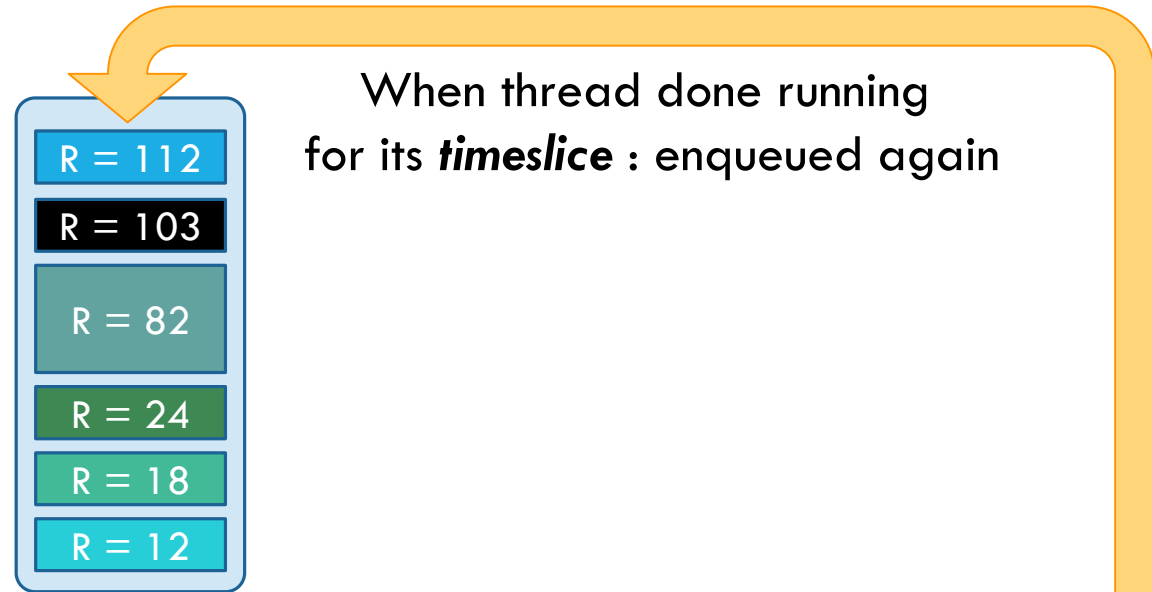 When thread done running
for its timeslice : enqueued again
R = 112
R = 103
R = 82
R = 24
R = 18
R = 12